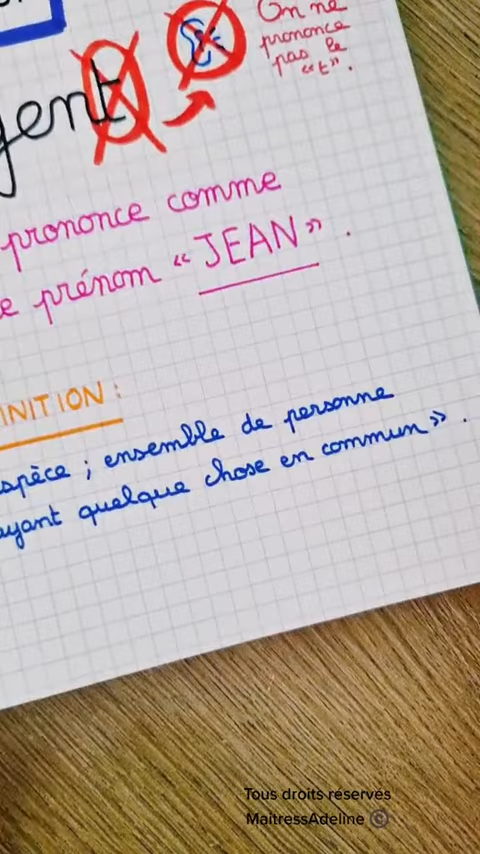 On ne
prononce
pas le
"t".
gent
prononce comme
prénom « JEAN » .
INITION :
spèce ; ensemble de personne
ayant quelque chose en commun » .
Tous droits réservés
MaitressAdeline ©